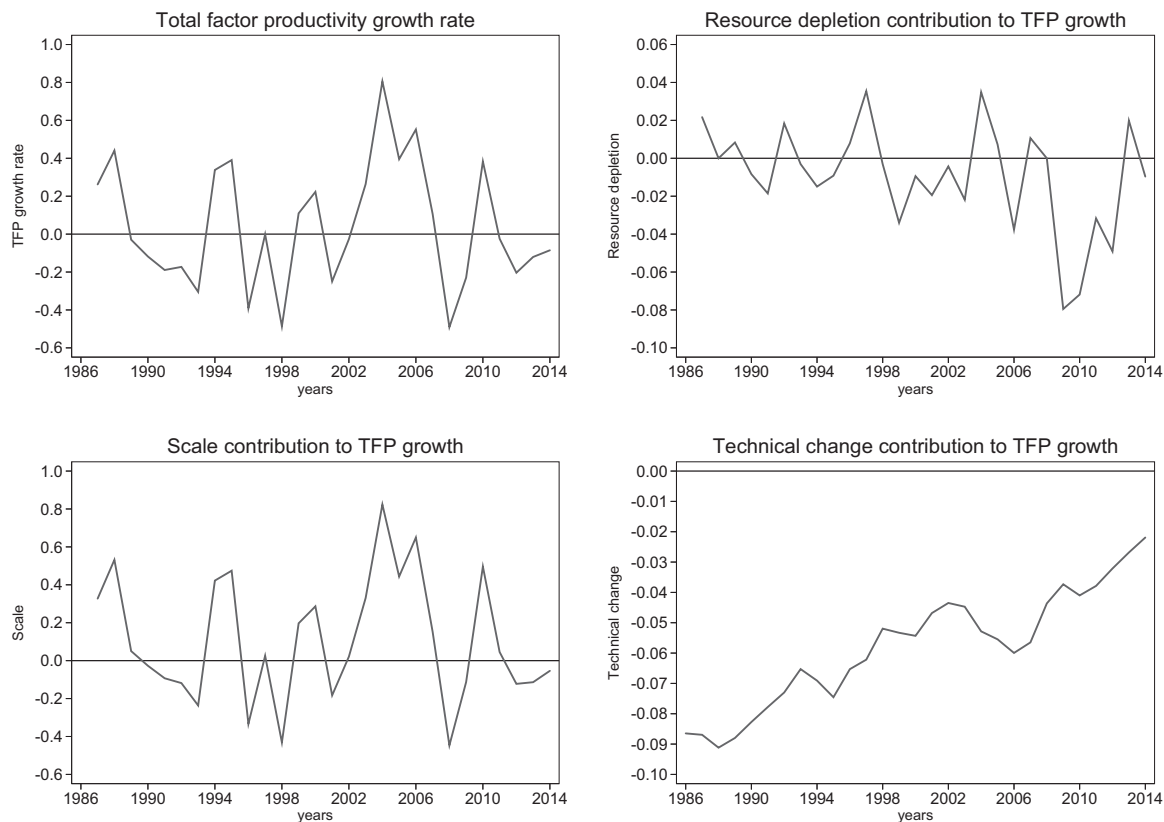 Total factor productivity growth rate
1.0
0.8
0.6
0.4
0.2
0.0
-0.2
-0.4
-0.6
TFP growth rate
1986 1990 1994 1998 2002 2006 2010 2014
years
Resource depletion contribution to TFP growth
0.06
0.04
0.02
0.00
-0.02
-0.04
-0.06
-0.08
-0.10
Resource depletion
1986 1990 1994 1998 2002 2006 2010 2014
years
Scale contribution to TFP growth
1.0
0.8
0.6
0.4
0.2
0.0
-0.2
-0.4
-0.6
Scale
1986 1990 1994 1998 2002 2006 2010 2014
years
Technical change contribution to TFP growth
0.00
-0.01
-0.02
-0.03
-0.04
-0.05
-0.06
-0.07
-0.08
-0.09
-0.10
Technical change
1986 1990 1994 1998 2002 2006 2010 2014
years